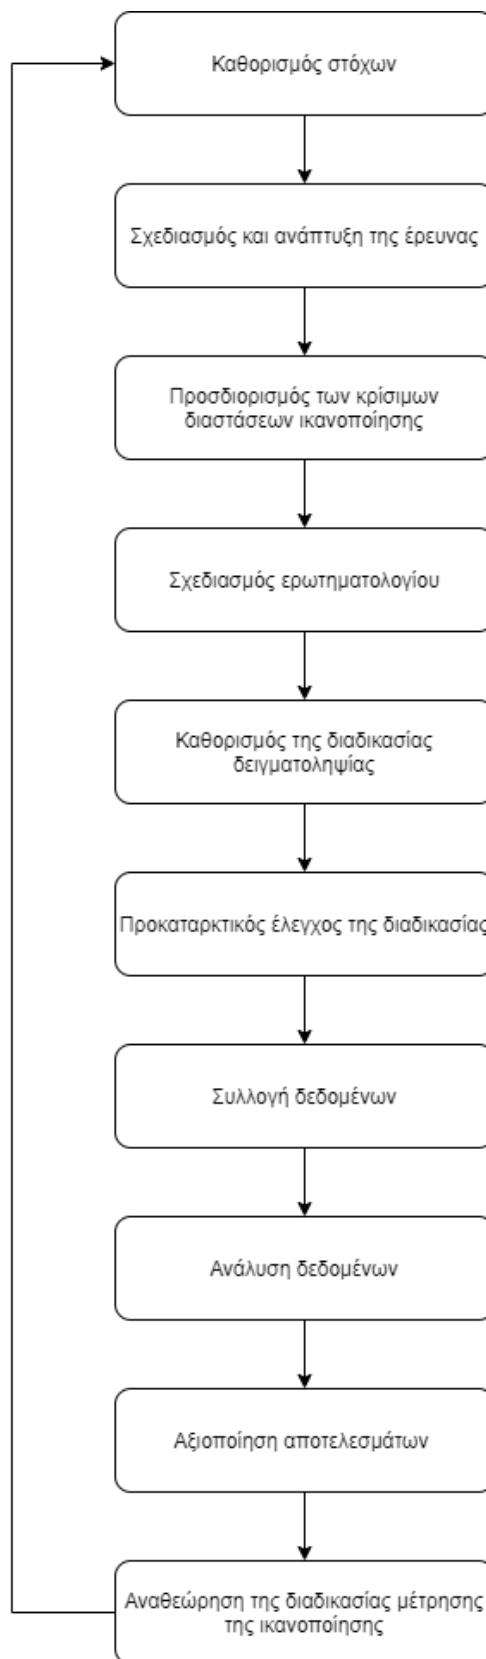 Καθορισμός στόχων
Σχεδιασμός και ανάπτυξη της έρευνας
Προσδιορισμός των κρίσιμων
διαστάσεων ικανοποίησης
Σχεδιασμός ερωτηματολογίου
Καθορισμός της διαδικασίας
δειγματοληψίας
Προκαταρκτικός έλεγχος της διαδικασίας
Συλλογή δεδομένων
Ανάλυση δεδομένων
Αξιοποίηση αποτελεσμάτων
Αναθεώρηση της διαδικασίας μέτρησης
της ικανοποίησης